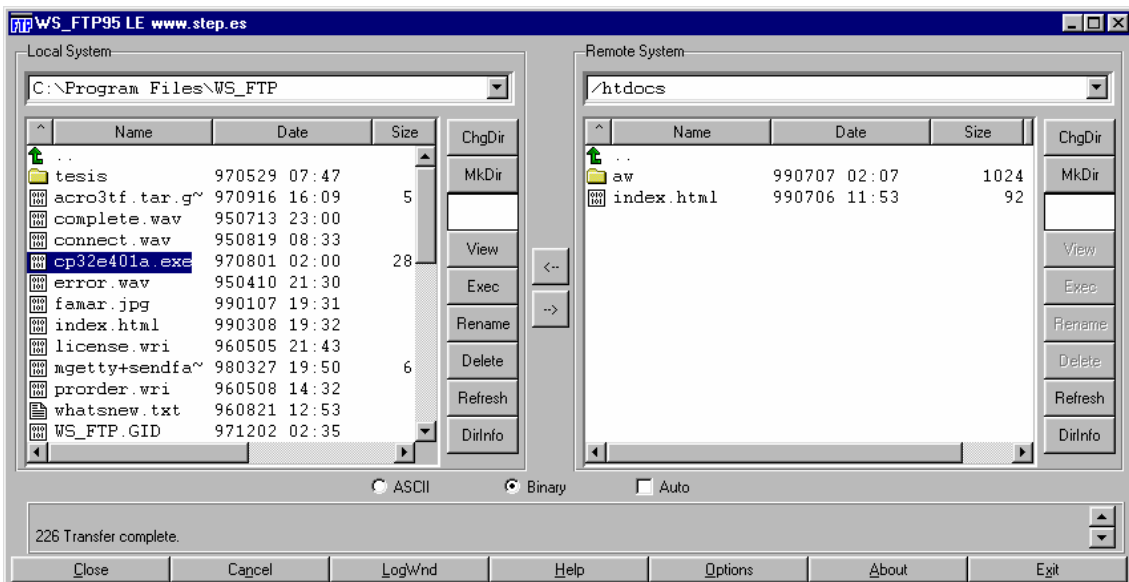 WS_FTP95 LE www.step.es
Local System
C:\Program Files\WS_FTP
^ Name Date Size
..
tesis 970529 07:47
acro3tf.tar.g~ 970916 16:09 5
complete.wav 950713 23:00
connect.wav 950819 08:33
cp32e401a.exe 970801 02:00 28
error.wav 950410 21:30
famar.jpg 990107 19:31
index.html 990308 19:32
license.wri 960505 21:43
mgetty+sendfa~ 980327 19:50 6
prorder.wri 960508 14:32
whatsnew.txt 960821 12:53
WS_FTP.GID 971202 02:35
ChgDir
MkDir
View
Exec
Rename
Delete
Refresh
DirInfo
<--
-->
Remote System
/htdocs
^ Name Date Size
..
aw 990707 02:07 1024
index.html 990706 11:53 92
ChgDir
MkDir
View
Exec
Rename
Delete
Refresh
DirInfo
ASCII Binary Auto
226 Transfer complete.
Close Cancel LogWnd Help Options About Exit